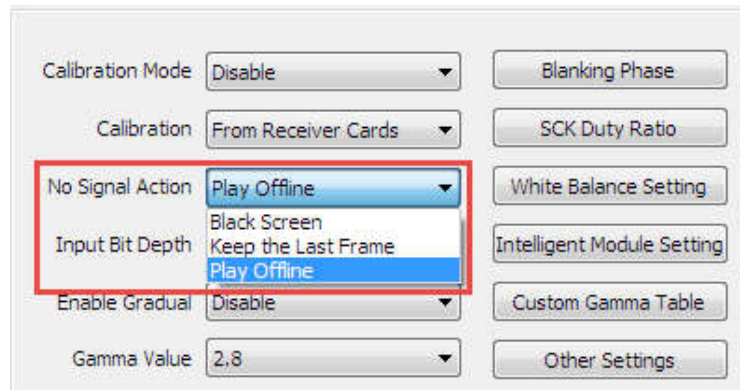 Calibration Mode Disable Blanking Phase
Calibration From Receiver Cards SCK Duty Ratio
No Signal Action Play Offline White Balance Setting
Black Screen
Input Bit Depth Keep the Last Frame Intelligent Module Setting
Play Offline
Enable Gradual Disable Custom Gamma Table
Gamma Value 2.8 Other Settings